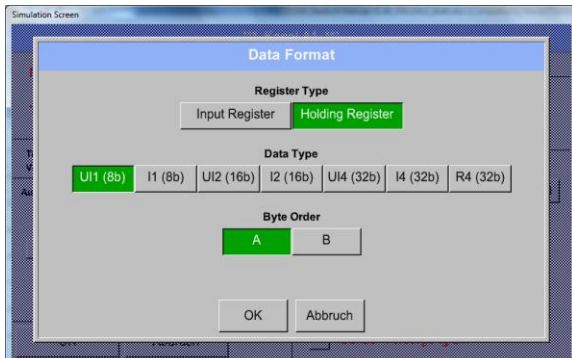 Simulation Screen
Data Format
Register Type
Input Register Holding Register
Data Type
UI1 (8b) I1 (8b) UI2 (16b) I2 (16b) UI4 (32b) I4 (32b) R4 (32b)
Byte Order
A B
OK Abbruch